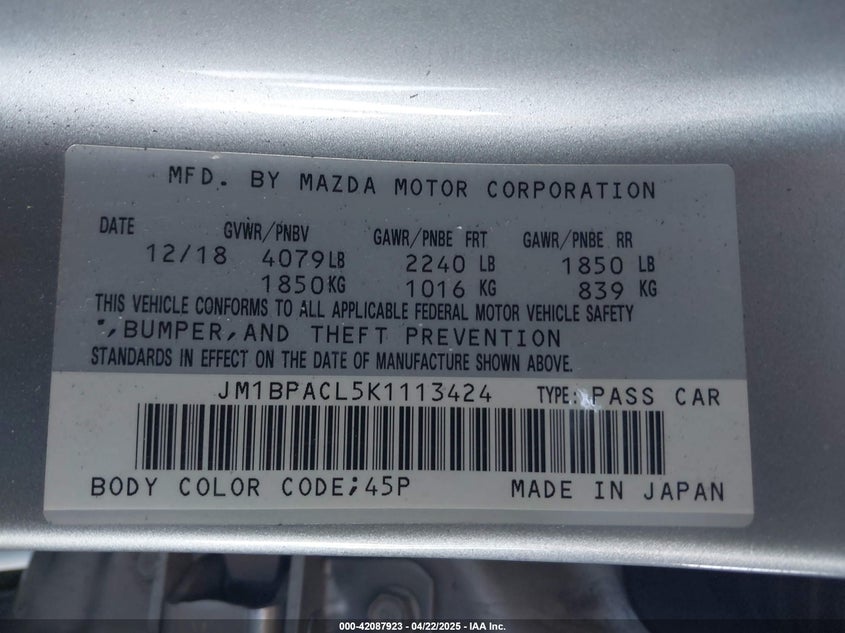 MFD. BY MAZDA MOTOR CORPORATION
DATE GVWR/PNBV GAWR/PNBE FRT GAWR/PNBE RR
12/18 4079LB 2240 LB 1850 LB
1850KG 1016 KG 839 KG
THIS VEHICLE CONFORMS TO ALL APPLICABLE FEDERAL MOTOR VEHICLE SAFETY
*,BUMPER,AND THEFT PREVENTION
STANDARDS IN EFFECT ON THE DATE OF MANUFACTURE SHOWN ABOVE.
JM1BPACL5K1113424 TYPE: PASS CAR
BODY COLOR CODE;45P MADE IN JAPAN
000-42087923 - 04/22/2025 - IAA Inc.